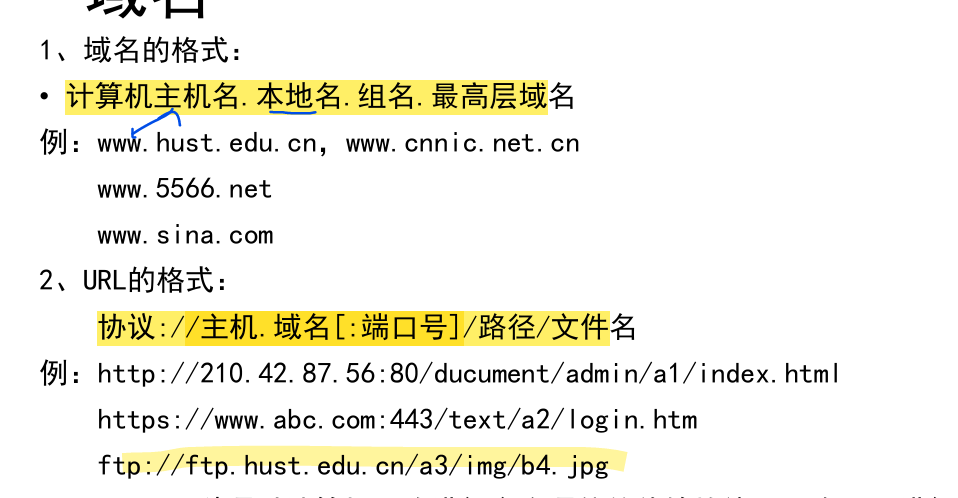 域名
1、域名的格式：
• 计算机主机名.本地名.组名.最高层域名
例：www.hust.edu.cn，www.cnnic.net.cn
www.5566.net
www.sina.com
2、URL的格式：
协议://主机.域名[:端口号]/路径/文件名
例：http://210.42.87.56:80/ducument/admin/a1/index.html
https://www.abc.com:443/text/a2/login.htm
ftp://ftp.hust.edu.cn/a3/img/b4.jpg